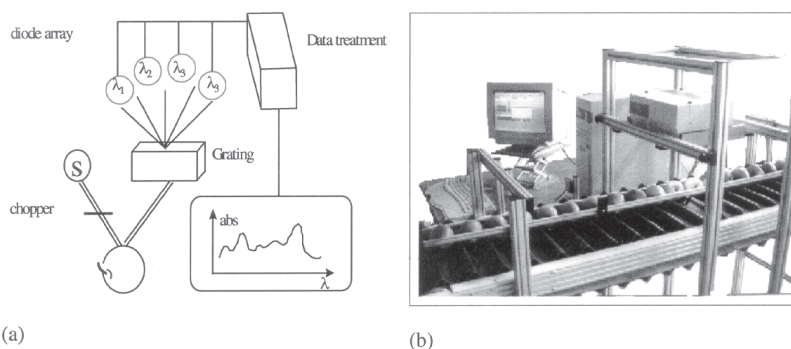 diode array
Data treatment
λ1
λ2
λ3
λ3
Grating
S
chopper
abs
λ
(a)
(b)